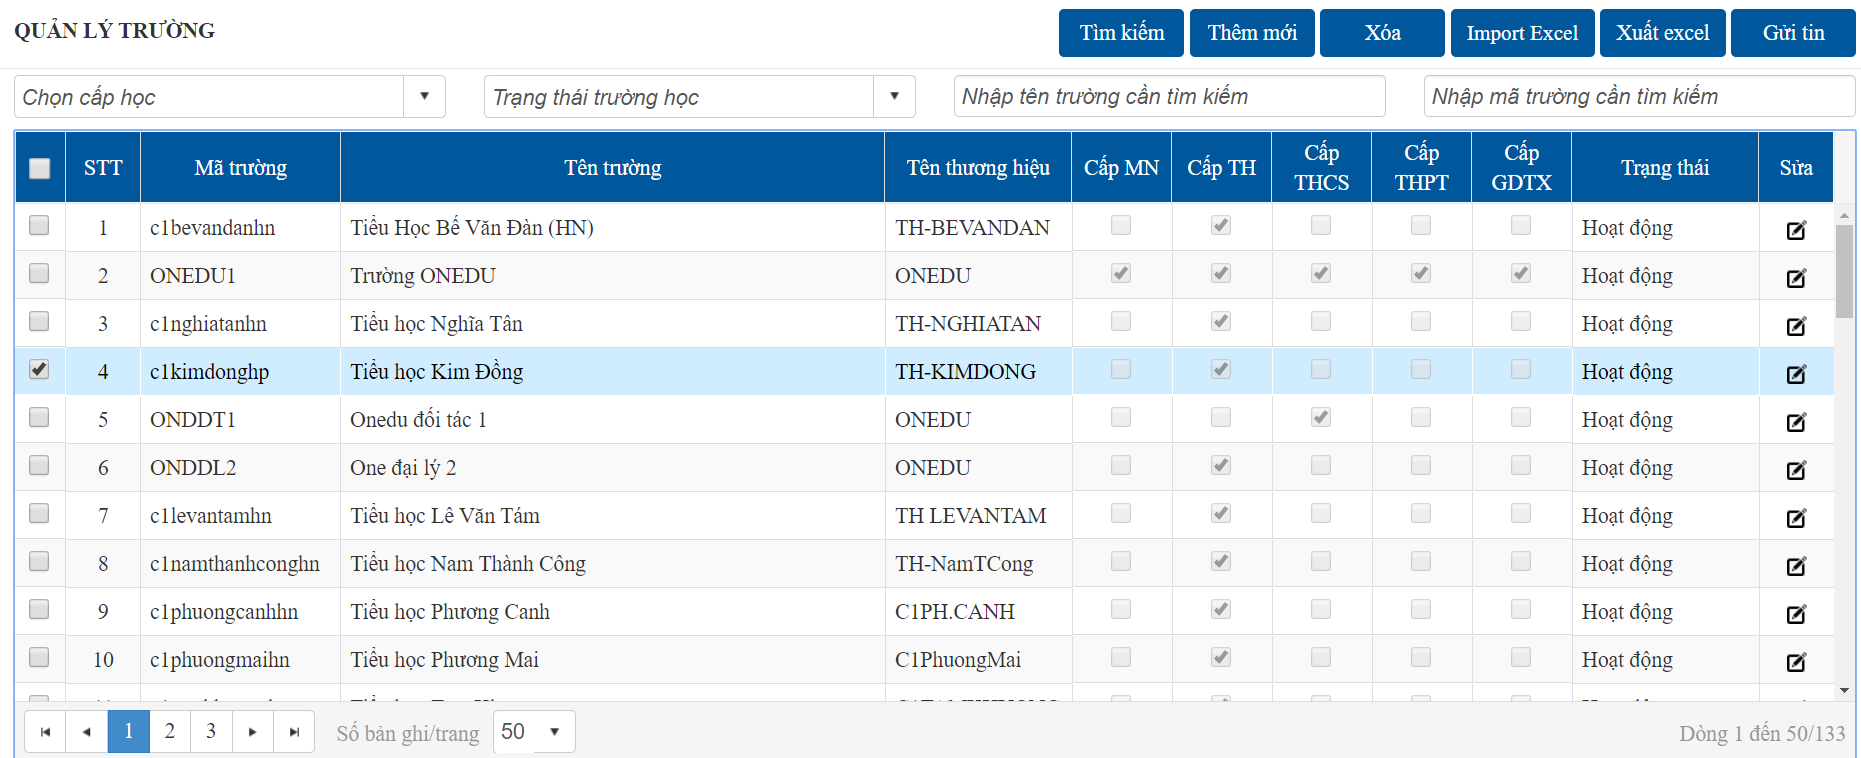 QUẢN LÝ TRƯỜNG
Tìm kiếm Thêm mới Xóa Import Excel Xuất excel Gửi tin
Chọn cấp học Trạng thái trường học Nhập tên trường cần tìm kiếm Nhập mã trường cần tìm kiếm
STT Mã trường Tên trường Tên thương hiệu Cấp MN Cấp TH Cấp THCS Cấp THPT Cấp GDTX Trạng thái Sửa
1 c1bevandanhn Tiểu Học Bế Văn Đàn (HN) TH-BEVANDAN Hoạt động
2 ONEDU1 Trường ONEDU ONEDU Hoạt động
3 c1nghiatanhn Tiểu học Nghĩa Tân TH-NGHIATAN Hoạt động
4 c1kimdonghp Tiểu học Kim Đồng TH-KIMDONG Hoạt động
5 ONDDT1 Onedu đối tác 1 ONEDU Hoạt động
6 ONDDL2 One đại lý 2 ONEDU Hoạt động
7 c1levantamhn Tiểu học Lê Văn Tám TH LEVANTAM Hoạt động
8 c1namthanhconghn Tiểu học Nam Thành Công TH-NamTCong Hoạt động
9 c1phuongcanhhn Tiểu học Phương Canh C1PH.CANH Hoạt động
10 c1phuongmaihn Tiểu học Phương Mai C1PhuongMai Hoạt động
1 2 3 Số bản ghi/trang 50 Dòng 1 đến 50/133